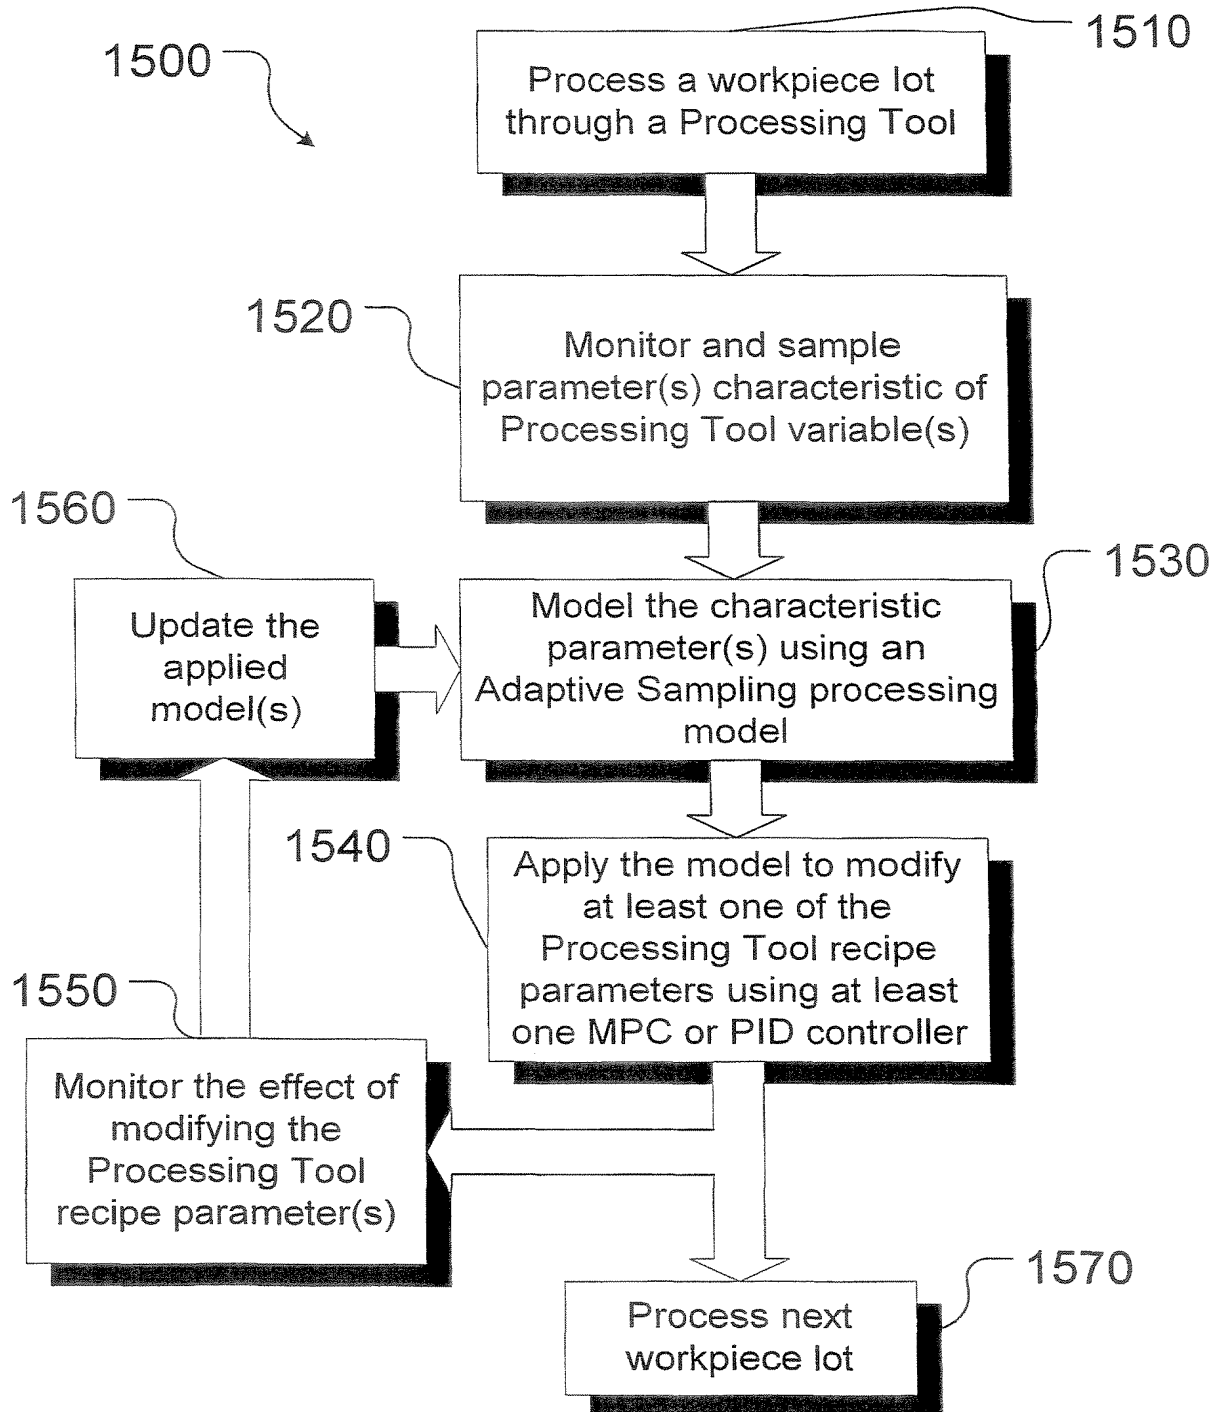 1500
1510
Process a workpiece lot
through a Processing Tool
1520
Monitor and sample
parameter(s) characteristic of
Processing Tool variable(s)
1560
Update the
applied
model(s)
1530
Model the characteristic
parameter(s) using an
Adaptive Sampling processing
model
1540
Apply the model to modify
at least one of the
Processing Tool recipe
parameters using at least
one MPC or PID controller
1550
Monitor the effect of
modifying the
Processing Tool
recipe parameter(s)
1570
Process next
workpiece lot